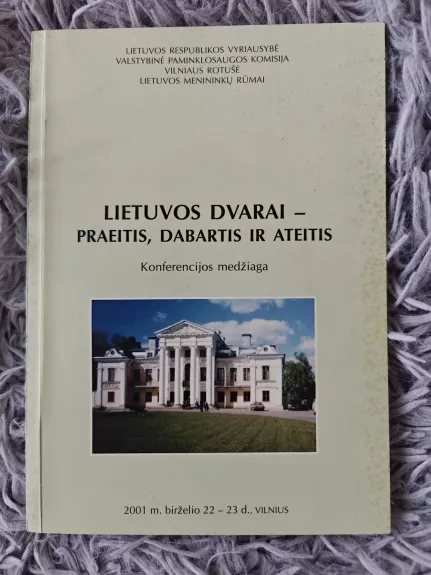 LIETUVOS RESPUBLIKOS VYRIAUSYBĖ
VALSTYBINĖ PAMINKLOSAUGOS KOMISIJA
VILNIAUS ROTUŠĖ
LIETUVOS MENININKŲ RŪMAI
LIETUVOS DVARAI –
PRAEITIS, DABARTIS IR ATEITIS
Konferencijos medžiaga
2001 m. birželio 22 – 23 d., VILNIUS